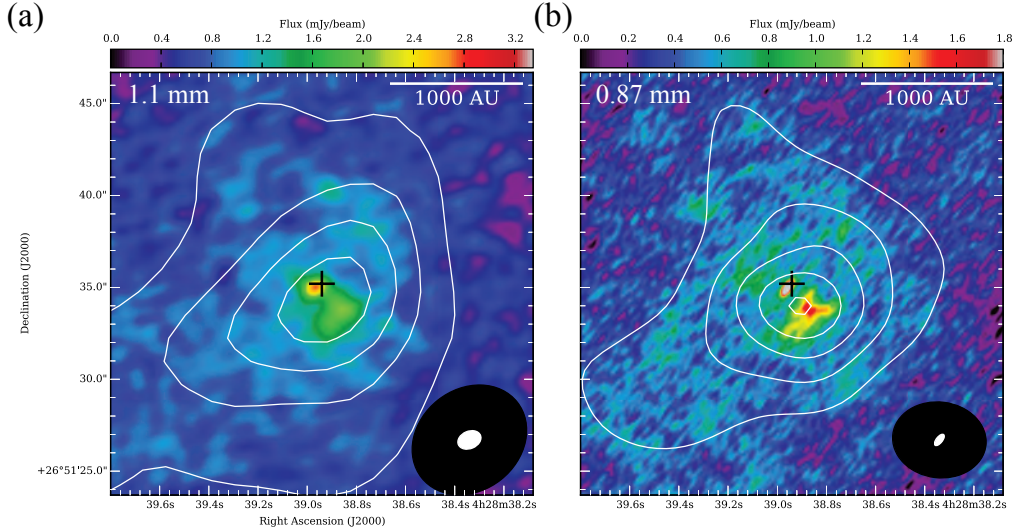 (a)
Flux (mJy/beam)
0.0 0.4 0.8 1.2 1.6 2.0 2.4 2.8 3.2
1.1 mm
1000 AU
45.0"
40.0"
35.0"
30.0"
+26°51'25.0"
Declination (J2000)
39.6s 39.4s 39.2s 39.0s 38.8s 38.6s 4h28m38.2s
Right Ascension (J2000)
(b)
Flux (mJy/beam)
0.0 0.2 0.4 0.6 0.8 1.0 1.2 1.4 1.6 1.8
0.87 mm
1000 AU
39.6s 39.4s 39.2s 39.0s 38.8s 38.6s 4h28m38.2s